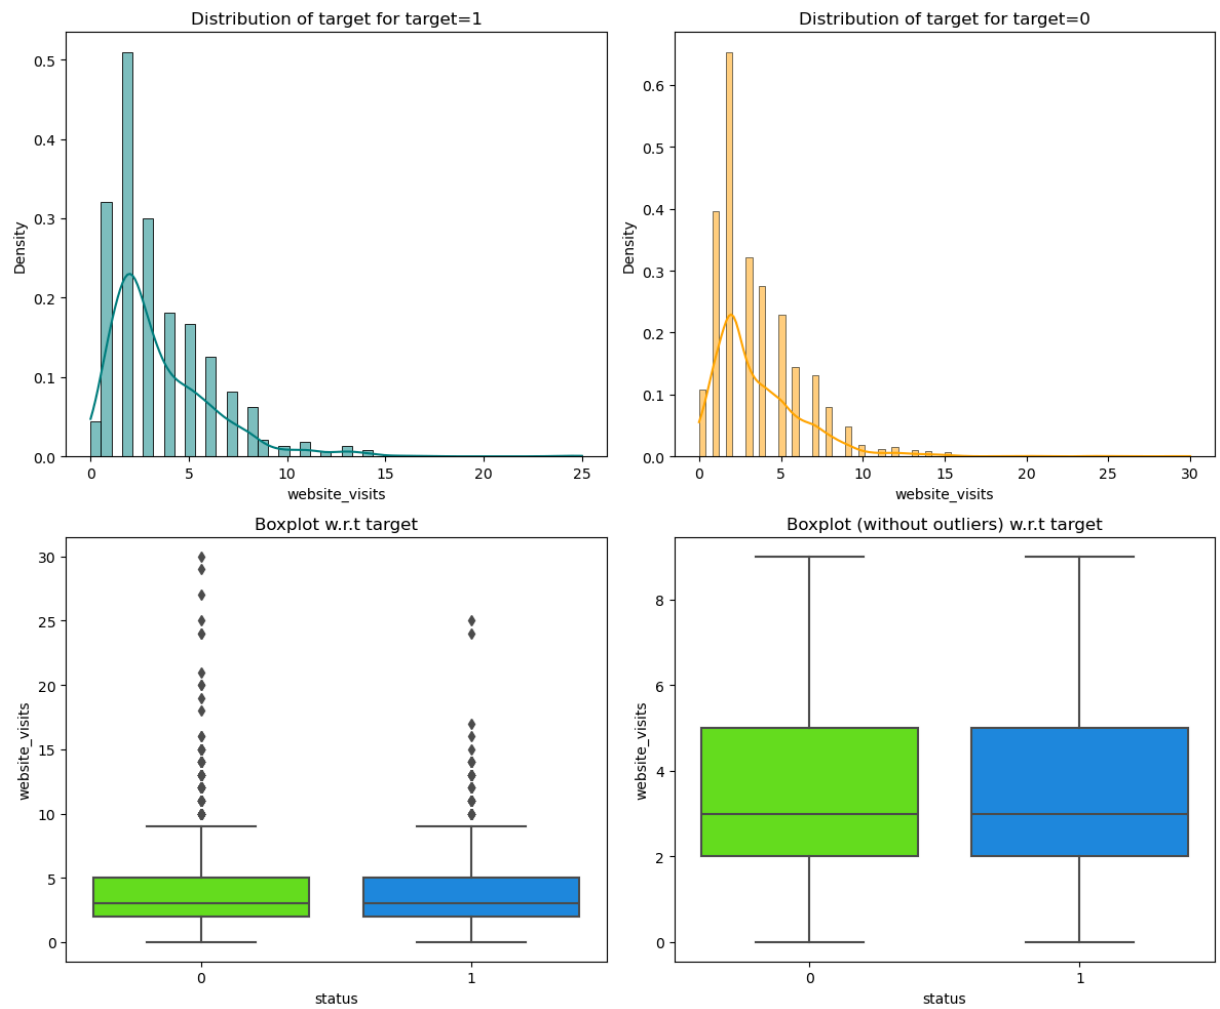 Distribution of target for target=1
Density
0.5
0.4
0.3
0.2
0.1
0.0
0 5 10 15 20 25
website_visits
Distribution of target for target=0
Density
0.6
0.5
0.4
0.3
0.2
0.1
0.0
0 5 10 15 20 25 30
website_visits
Boxplot w.r.t target
website_visits
30
25
20
15
10
5
0
0 1
status
Boxplot (without outliers) w.r.t target
website_visits
8
6
4
2
0
0 1
status